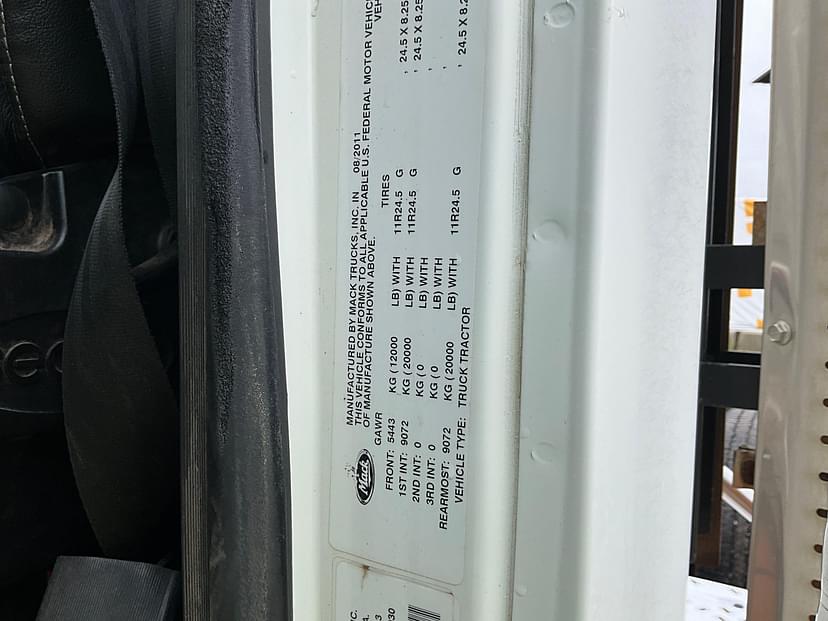 Mack
MANUFACTURED BY MACK TRUCKS, INC. IN 08/2011
THIS VEHICLE CONFORMS TO ALL APPLICABLE U.S. FEDERAL MOTOR VEHIC
OF MANUFACTURE SHOWN ABOVE. VEH
GAWR TIRES
FRONT: 5443 KG ( 12000 LB) WITH 11R24.5 G , 24.5 X 8.25
1ST INT: 9072 KG ( 20000 LB) WITH 11R24.5 G , 24.5 X 8.25
2ND INT: 0 KG ( 0 LB) WITH ,
3RD INT: 0 KG ( 0 LB) WITH ,
REARMOST: 9072 KG ( 20000 LB) WITH 11R24.5 G , 24.5 X 8.2
VEHICLE TYPE: TRUCK TRACTOR
C.
A.
3
30